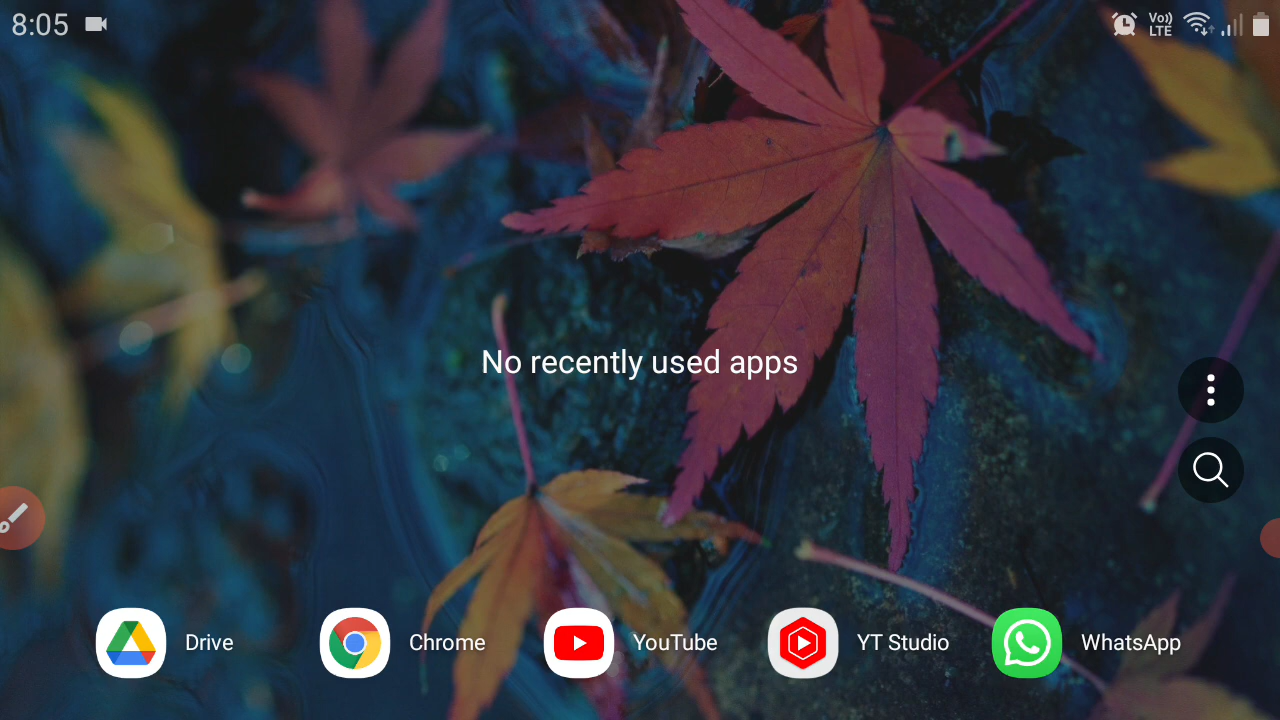 8:05
Vo))
LTE
No recently used apps
Drive
Chrome
YouTube
YT Studio
WhatsApp